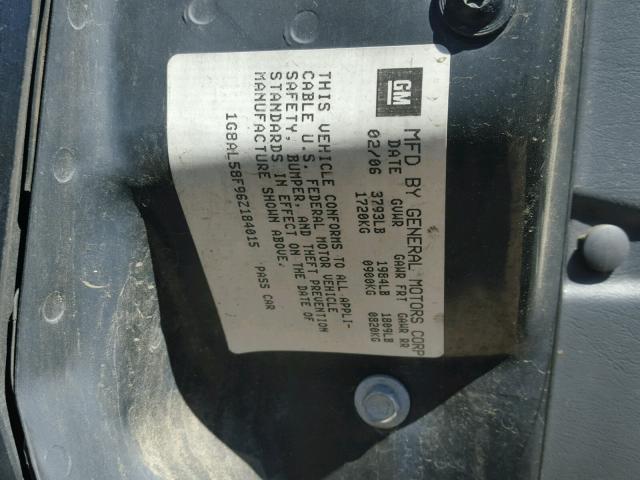 GM
MFD BY GENERAL MOTORS CORP
DATE GVWR GAWR FRT GAWR RR
02/06 3793LB 1984LB 1809LB
1720KG 0900KG 0820KG
THIS VEHICLE CONFORMS TO ALL APPLI-
CABLE U.S. FEDERAL MOTOR VEHICLE
SAFETY, BUMPER, AND THEFT PREVENTION
STANDARDS IN EFFECT ON THE DATE OF
MANUFACTURE SHOWN ABOVE.
1G8AL58F96Z184015 PASS CAR